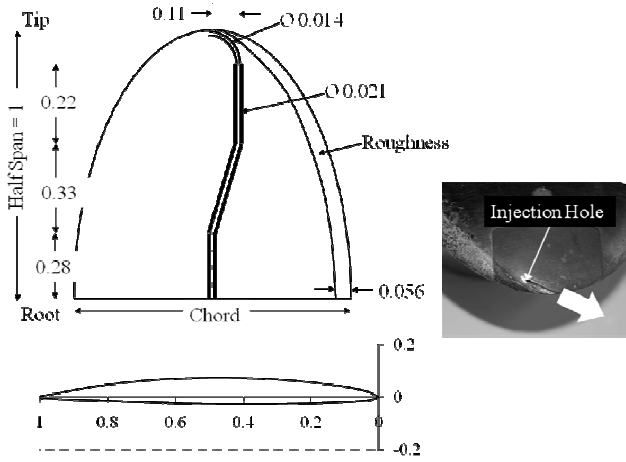 Tip
0.11
Ø 0.014
Ø 0.021
Roughness
Half Span = 1
0.22
0.33
0.28
0.056
Root
Chord
Injection Hole
0.2
0
-0.2
1
0.8
0.6
0.4
0.2
0